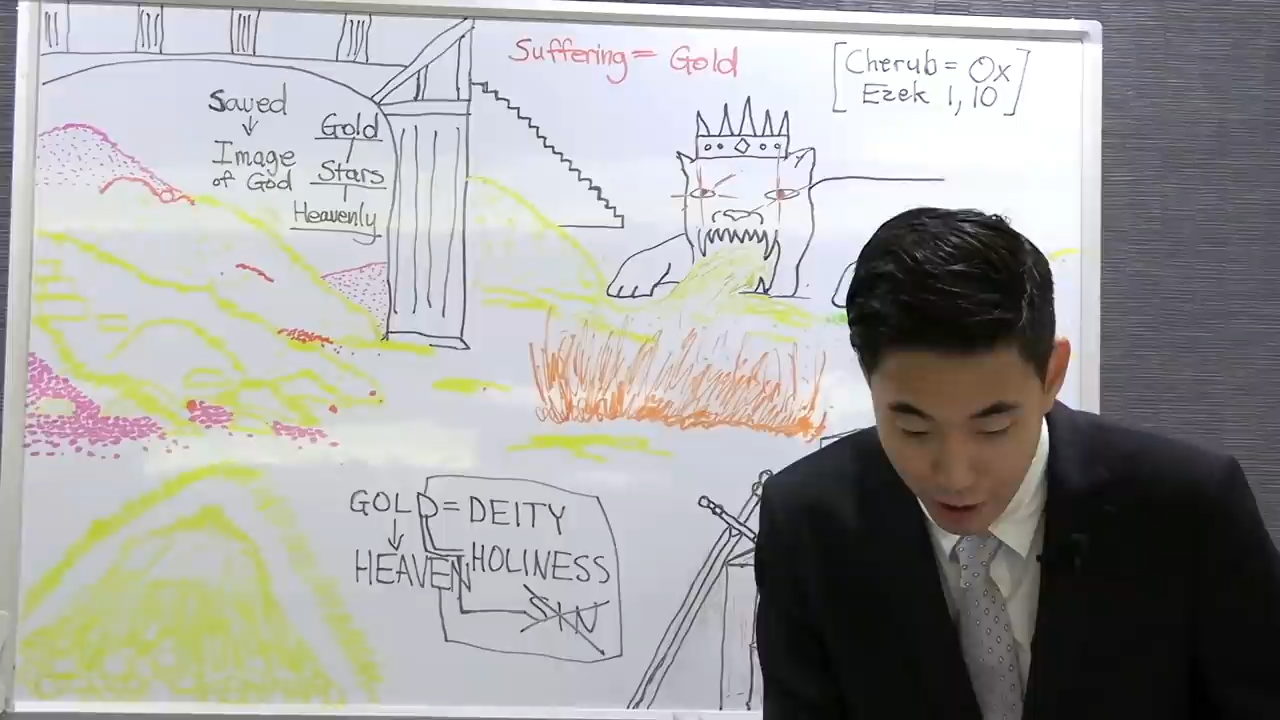 Suffering = Gold
[Cherub = Ox
Ezek 1, 10]
Saved
↓
Image
of God
Gold
Stars
Heavenly
GOLD = DEITY
↓
HOLINESS
HEAVEN
SIN